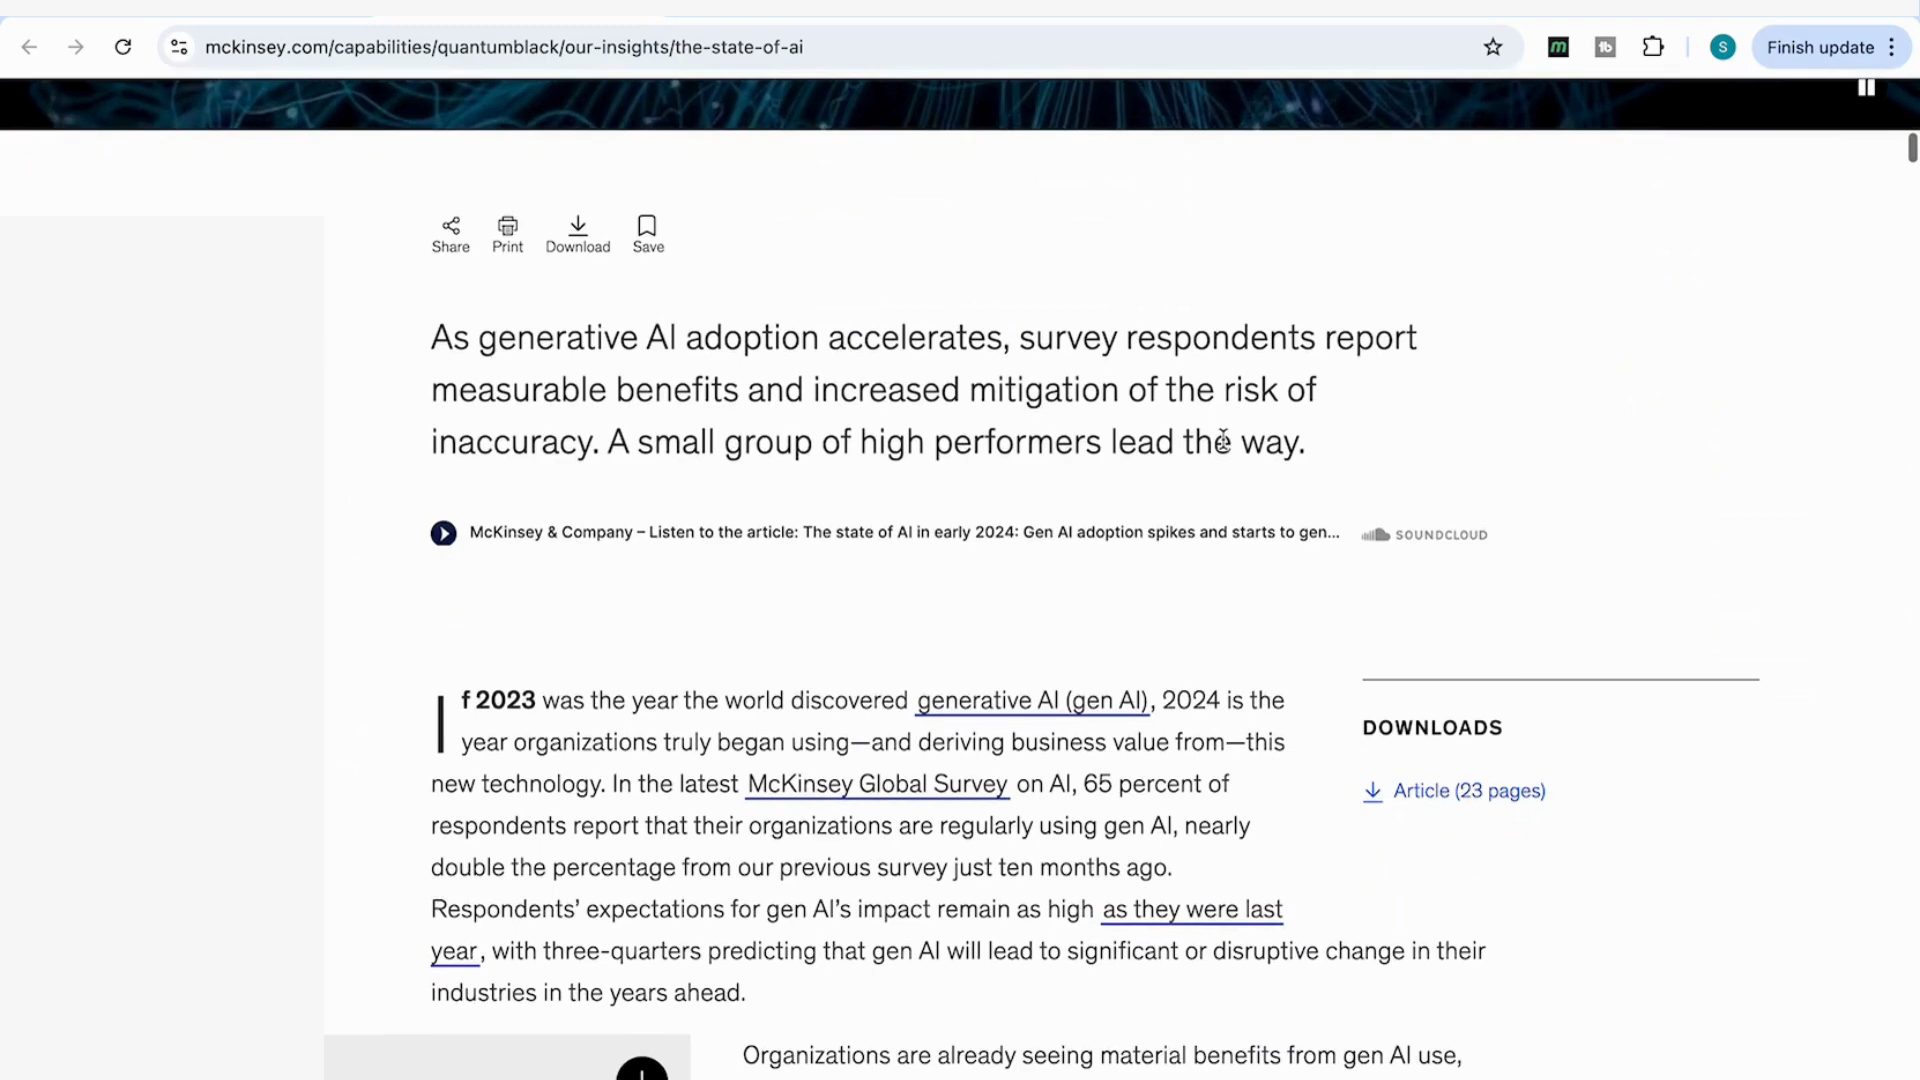 mckinsey.com/capabilities/quantumblack/our-insights/the-state-of-ai
m
tb
S
Finish update
Share
Print
Download
Save
As generative AI adoption accelerates, survey respondents report
measurable benefits and increased mitigation of the risk of
inaccuracy. A small group of high performers lead the way.
McKinsey & Company – Listen to the article: The state of AI in early 2024: Gen AI adoption spikes and starts to gen...
SOUNDCLOUD
If 2023 was the year the world discovered generative AI (gen AI), 2024 is the
year organizations truly began using—and deriving business value from—this
new technology. In the latest McKinsey Global Survey on AI, 65 percent of
respondents report that their organizations are regularly using gen AI, nearly
double the percentage from our previous survey just ten months ago.
Respondents’ expectations for gen AI’s impact remain as high as they were last
year, with three-quarters predicting that gen AI will lead to significant or disruptive change in their
industries in the years ahead.
DOWNLOADS
Article (23 pages)
Organizations are already seeing material benefits from gen AI use,